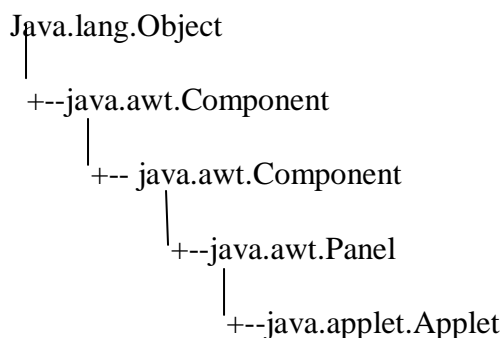 Java.lang.Object
+--java.awt.Component
+-- java.awt.Component
+--java.awt.Panel
+--java.applet.Applet